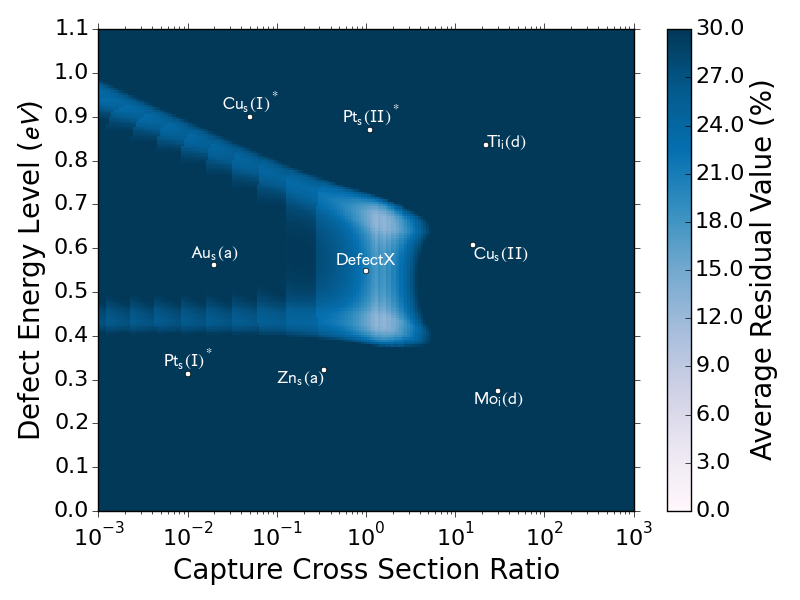 1.1
1.0
0.9
0.8
0.7
0.6
0.5
0.4
0.3
0.2
0.1
0.0
Defect Energy Level (eV)
Cuₛ(I)*
Ptₛ(II)*
Tiᵢ(d)
Auₛ(a)
DefectX
Cuₛ(II)
Ptₛ(I)*
Znₛ(a)
Moᵢ(d)
10⁻³ 10⁻² 10⁻¹ 10⁰ 10¹ 10² 10³
Capture Cross Section Ratio
30.0
27.0
24.0
21.0
18.0
15.0
12.0
9.0
6.0
3.0
0.0
Average Residual Value (%)